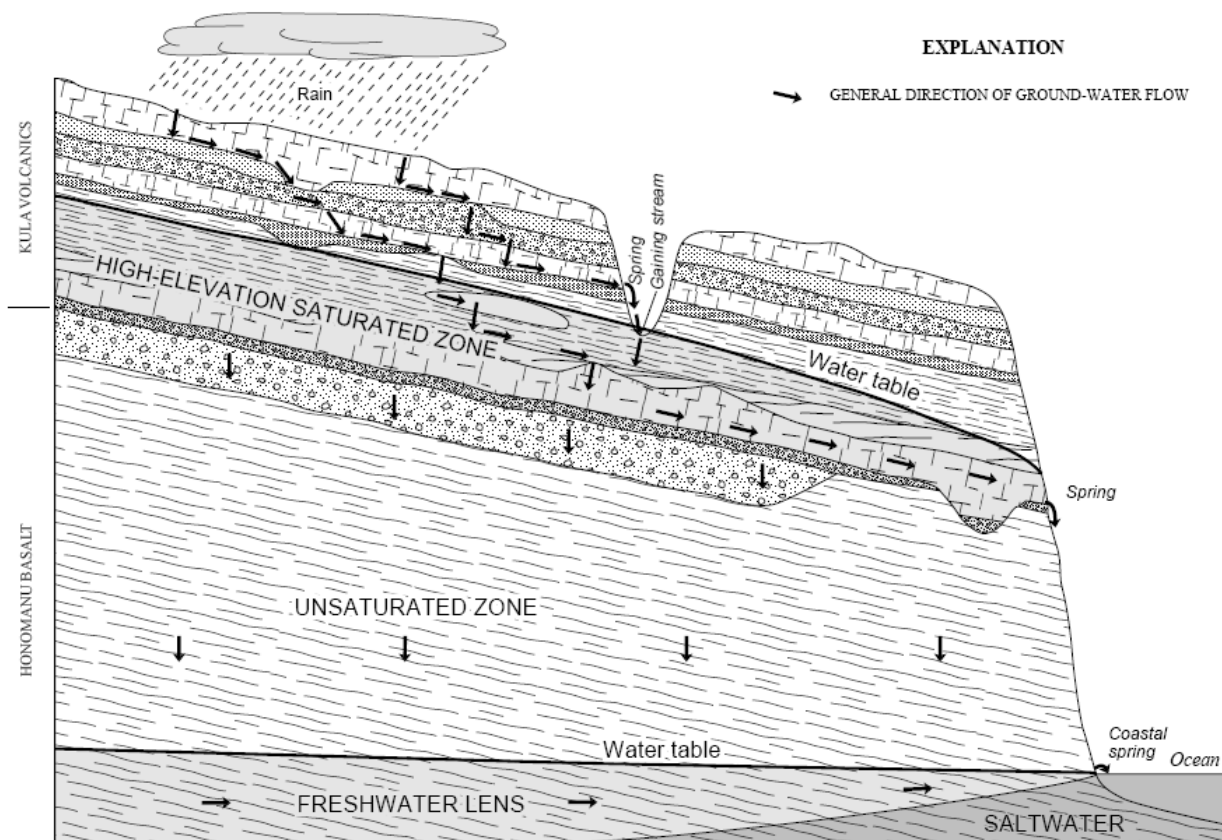 EXPLANATION
GENERAL DIRECTION OF GROUND-WATER FLOW
Rain
KULA VOLCANICS
Spring
Gaining stream
HIGH-ELEVATION SATURATED ZONE
Water table
Spring
HONOMANU BASALT
UNSATURATED ZONE
Water table
Coastal
spring
Ocean
FRESHWATER LENS
SALTWATER